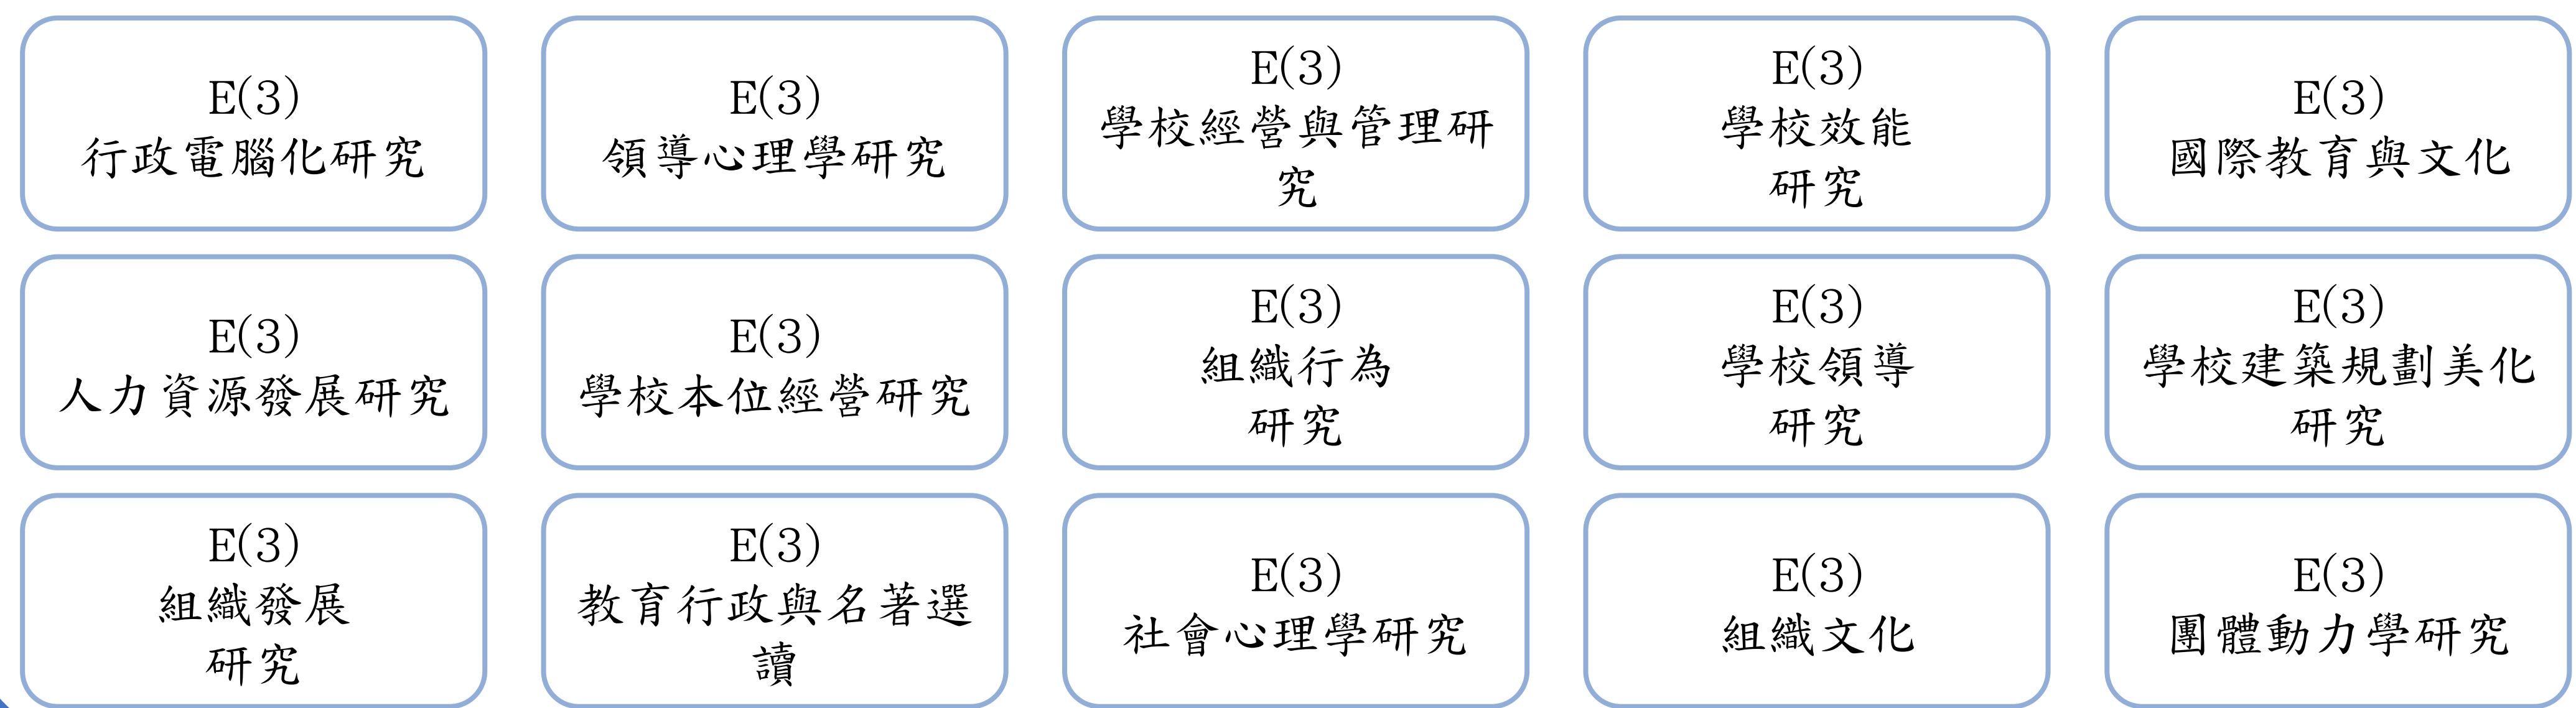 E(3)
行政電腦化研究
E(3)
領導心理學研究
E(3)
學校經營與管理研
究
E(3)
學校效能
研究
E(3)
國際教育與文化
E(3)
人力資源發展研究
E(3)
學校本位經營研究
E(3)
組織行為
研究
E(3)
學校領導
研究
E(3)
學校建築規劃美化
研究
E(3)
組織發展
研究
E(3)
教育行政與名著選
讀
E(3)
社會心理學研究
E(3)
組織文化
E(3)
團體動力學研究